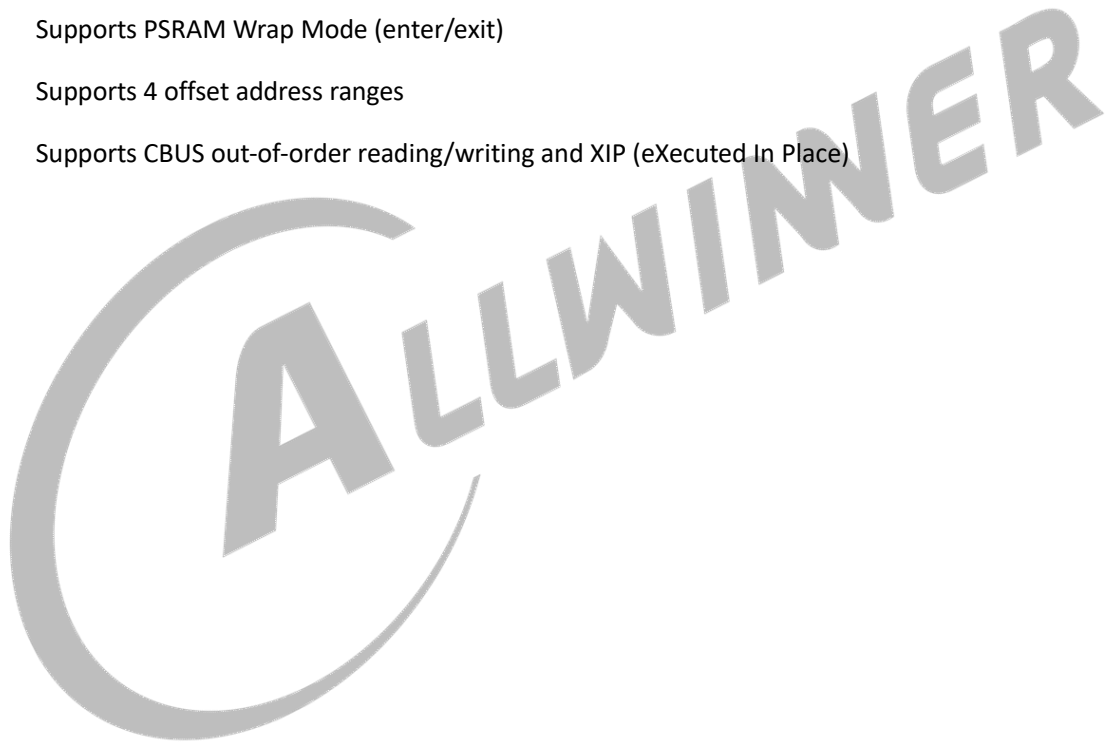 Supports PSRAM Wrap Mode (enter/exit)
Supports 4 offset address ranges
Supports CBUS out-of-order reading/writing and XIP (eXecuted In Place)
ALLWINNER